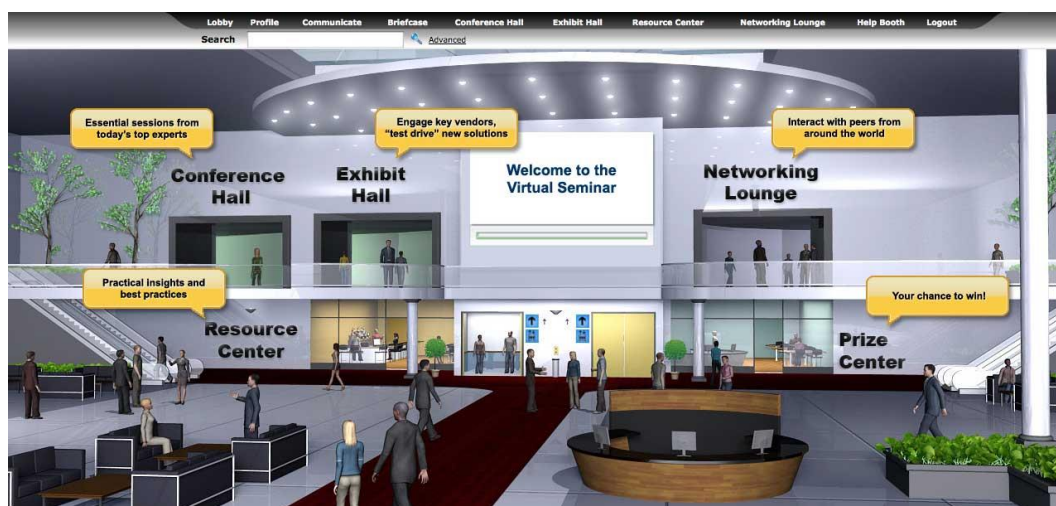 Lobby Profile Communicate Briefcase Conference Hall Exhibit Hall Resource Center Networking Lounge Help Booth Logout
Search Advanced
Essential sessions from
today's top experts
Engage key vendors,
"test drive" new solutions
Interact with peers from
around the world
Conference
Hall
Exhibit
Hall
Welcome to the
Virtual Seminar
Networking
Lounge
Practical insights and
best practices
Your chance to win!
Resource
Center
Prize
Center